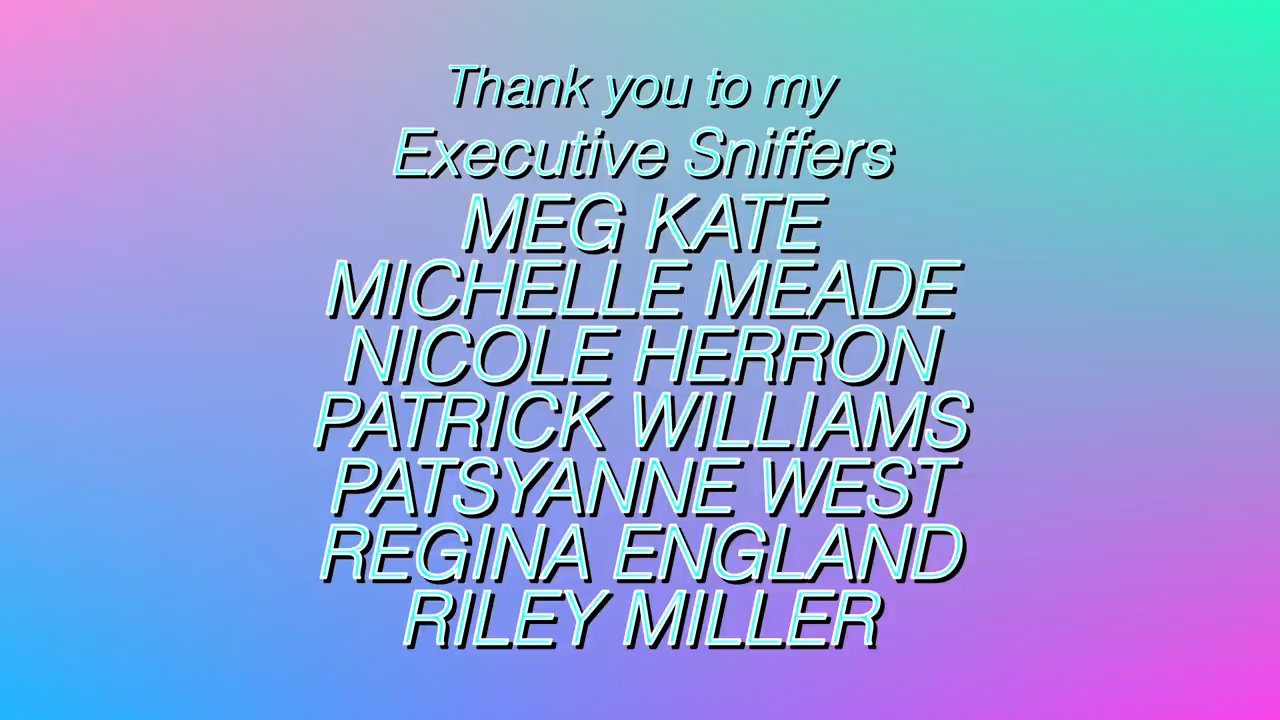 Thank you to my
Executive Sniffers
MEG KATE
MICHELLE MEADE
NICOLE HERRON
PATRICK WILLIAMS
PATSYANNE WEST
REGINA ENGLAND
RILEY MILLER